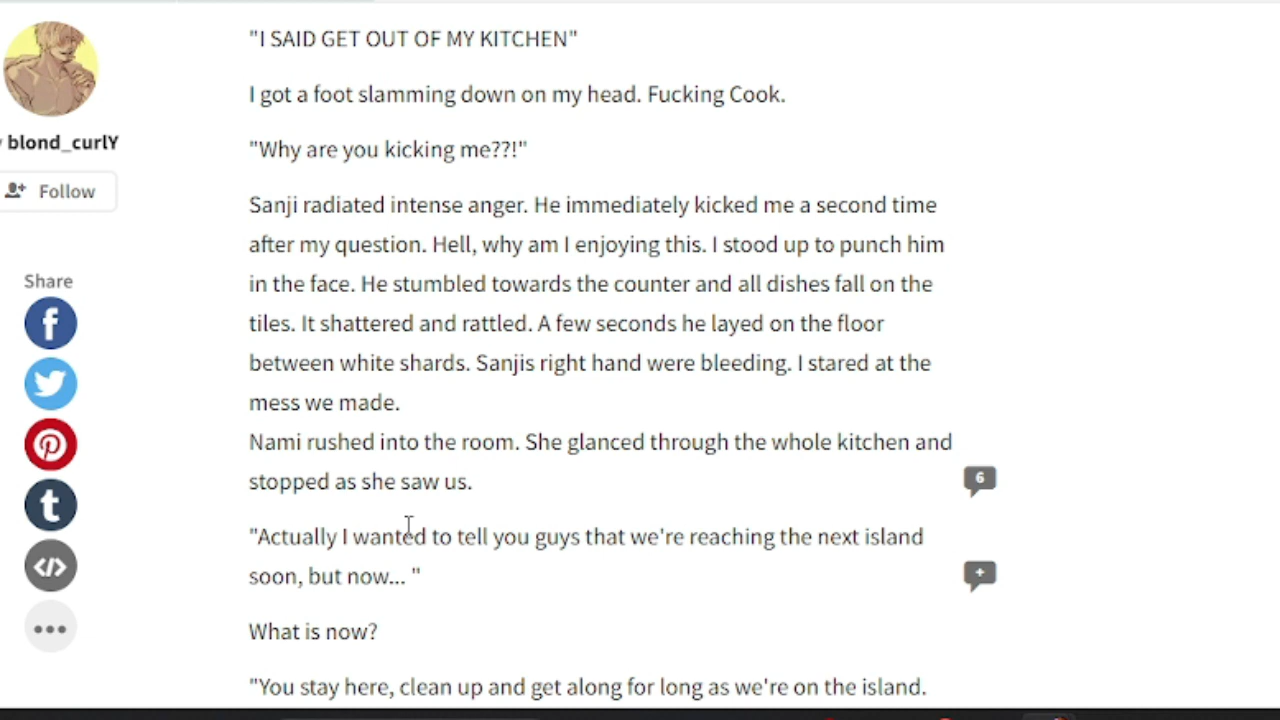 "I SAID GET OUT OF MY KITCHEN"
I got a foot slamming down on my head. Fucking Cook.
blond_curlY
"Why are you kicking me??!"
Follow
Sanji radiated intense anger. He immediately kicked me a second time
after my question. Hell, why am I enjoying this. I stood up to punch him
in the face. He stumbled towards the counter and all dishes fall on the
tiles. It shattered and rattled. A few seconds he layed on the floor
between white shards. Sanjis right hand were bleeding. I stared at the
mess we made.
Nami rushed into the room. She glanced through the whole kitchen and
stopped as she saw us.
6
"Actually I wanted to tell you guys that we're reaching the next island
soon, but now... "
+
What is now?
"You stay here, clean up and get along for long as we're on the island.
Share